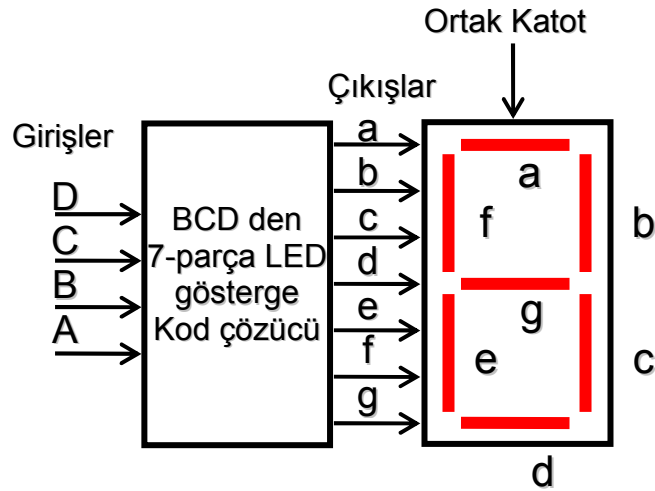 Ortak Katot
Çıkışlar
Girişler
D
C
B
A
BCD den
7-parça LED
gösterge
Kod çözücü
a
b
c
d
e
f
g
a
f
b
g
e
c
d